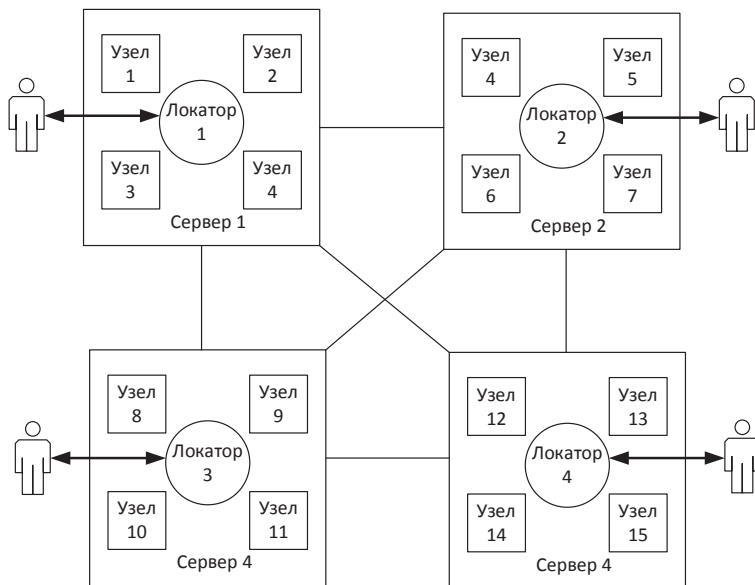 Узел
1
Узел
2
Локатор
1
Узел
3
Узел
4
Сервер 1
Узел
4
Узел
5
Локатор
2
Узел
6
Узел
7
Сервер 2
Узел
8
Узел
9
Локатор
3
Узел
10
Узел
11
Сервер 4
Узел
12
Узел
13
Локатор
4
Узел
14
Узел
15
Сервер 4